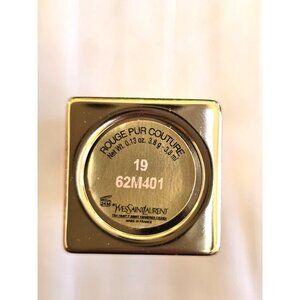 ROUGE PUR COUTURE
Net Wt. 0.13 oz. 3.8 g - 3.8 ml
19
62M401
24M
YVESSAINTLAURENT
MADE IN FRANCE